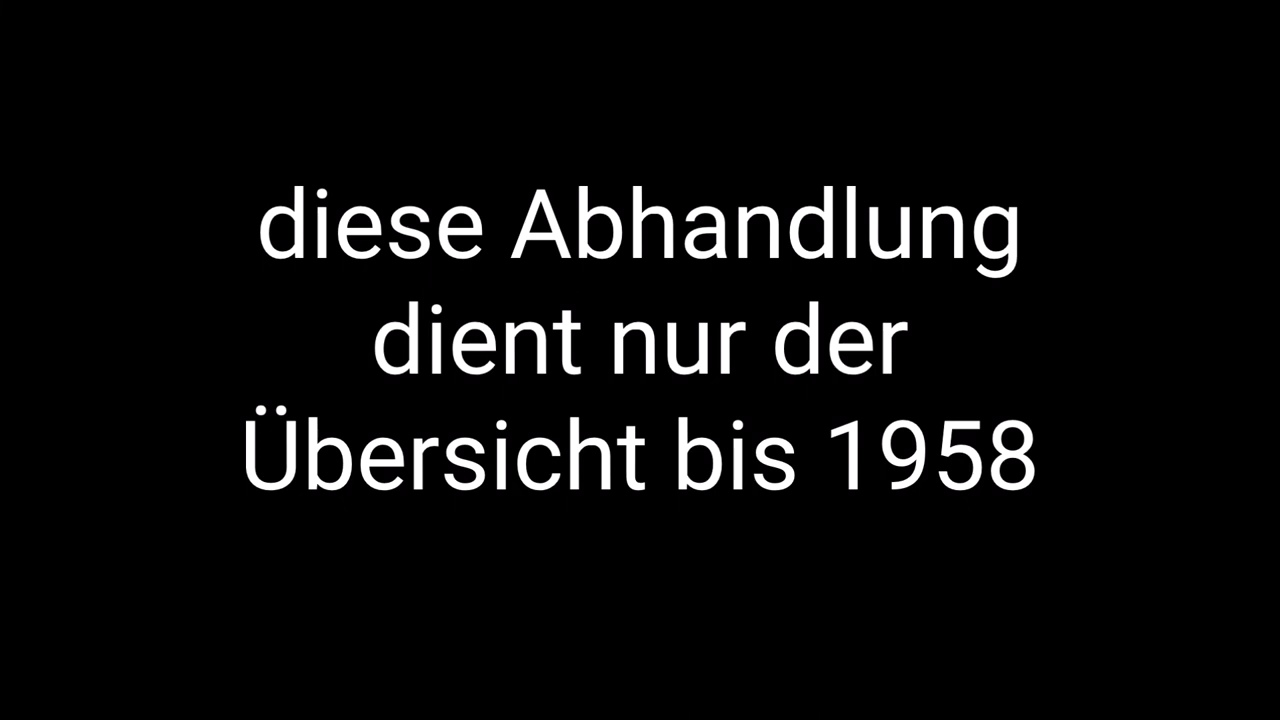 diese Abhandlung
dient nur der
Übersicht bis 1958